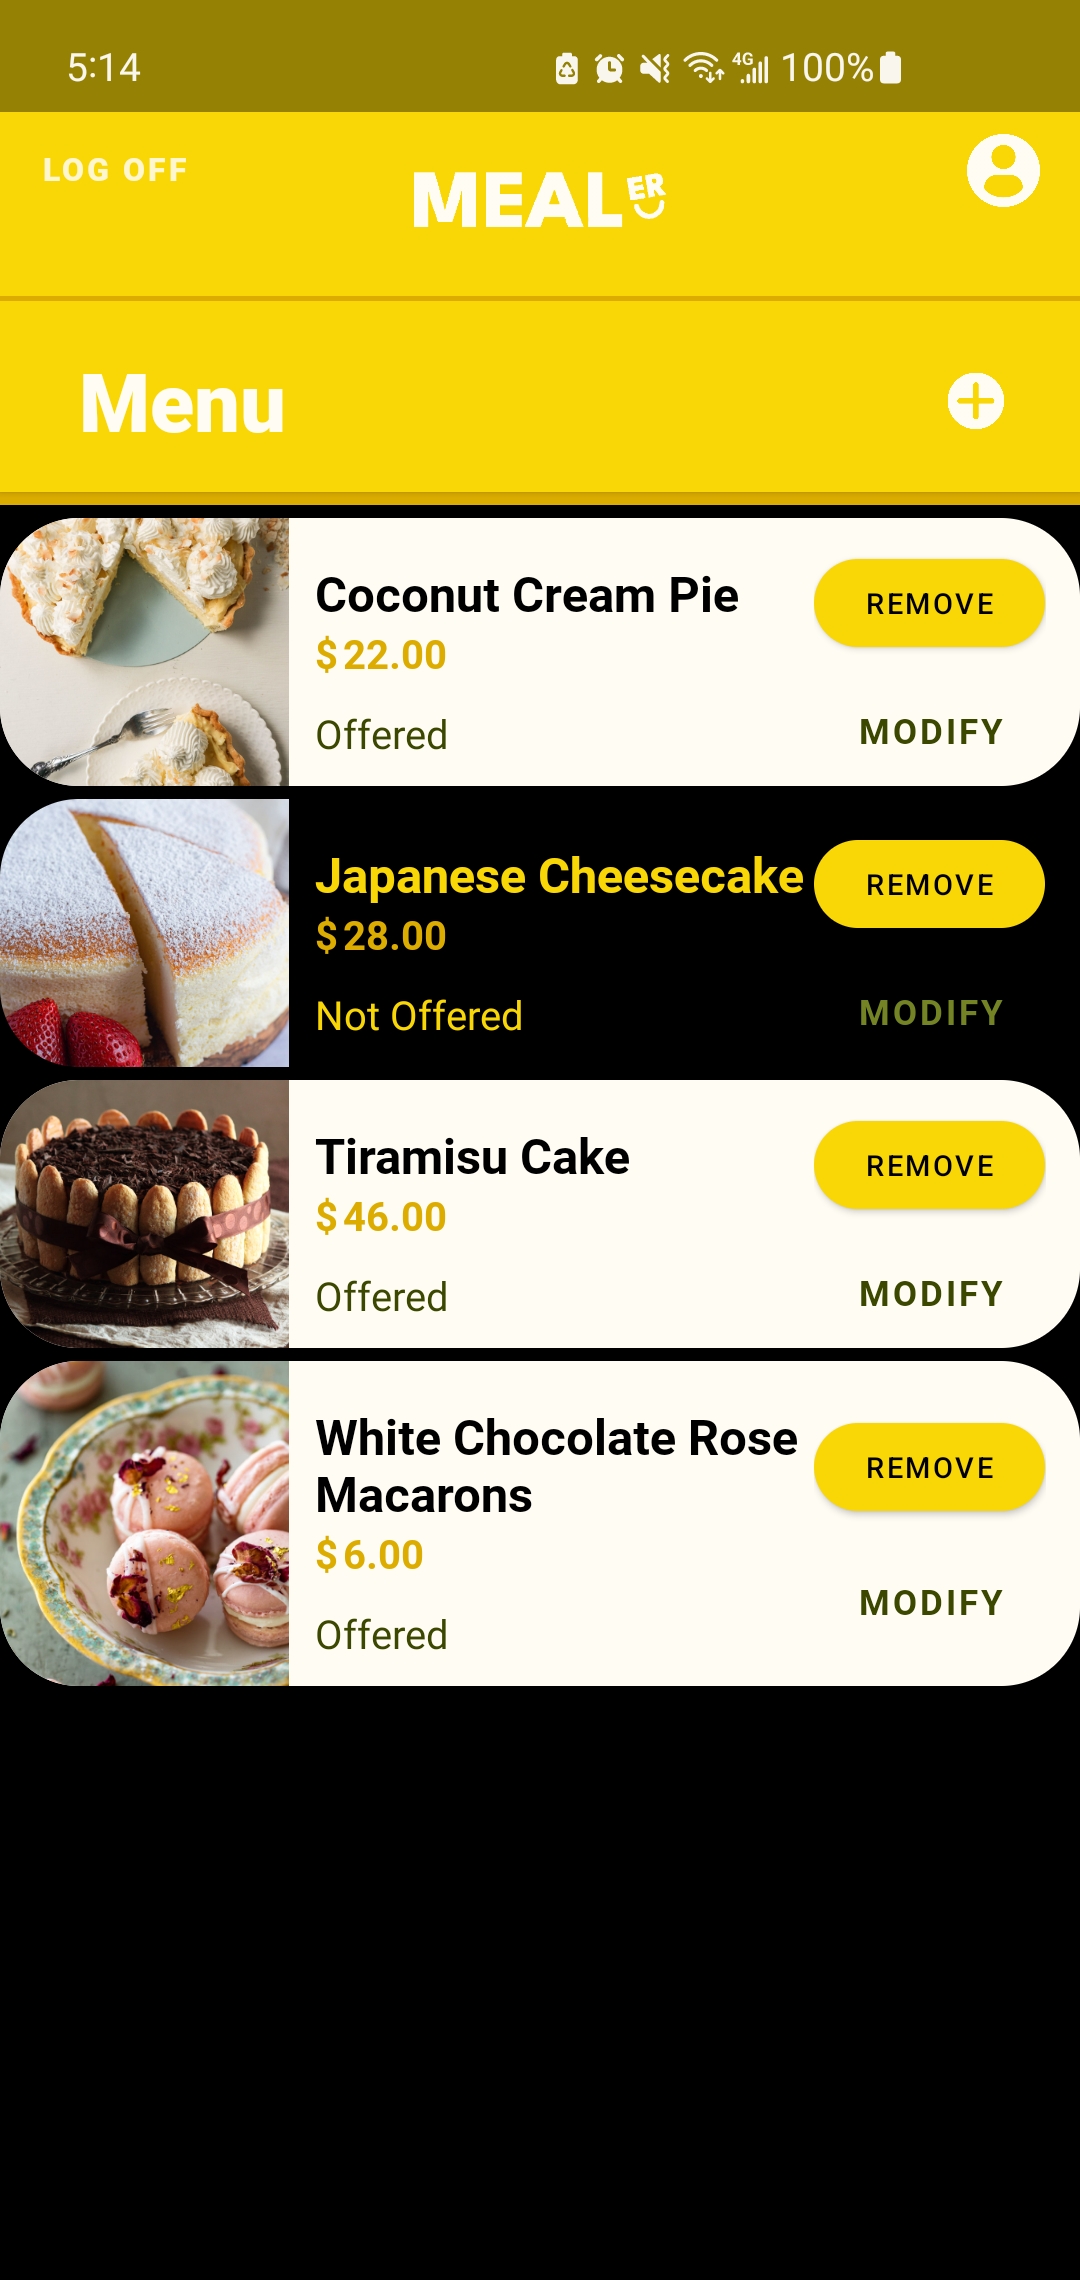 5:14
4G 100%
LOG OFF
MEALER
Menu
Coconut Cream Pie
REMOVE
$22.00
Offered
MODIFY
Japanese Cheesecake
REMOVE
$28.00
Not Offered
MODIFY
Tiramisu Cake
REMOVE
$46.00
Offered
MODIFY
White Chocolate Rose
Macarons
REMOVE
$6.00
MODIFY
Offered